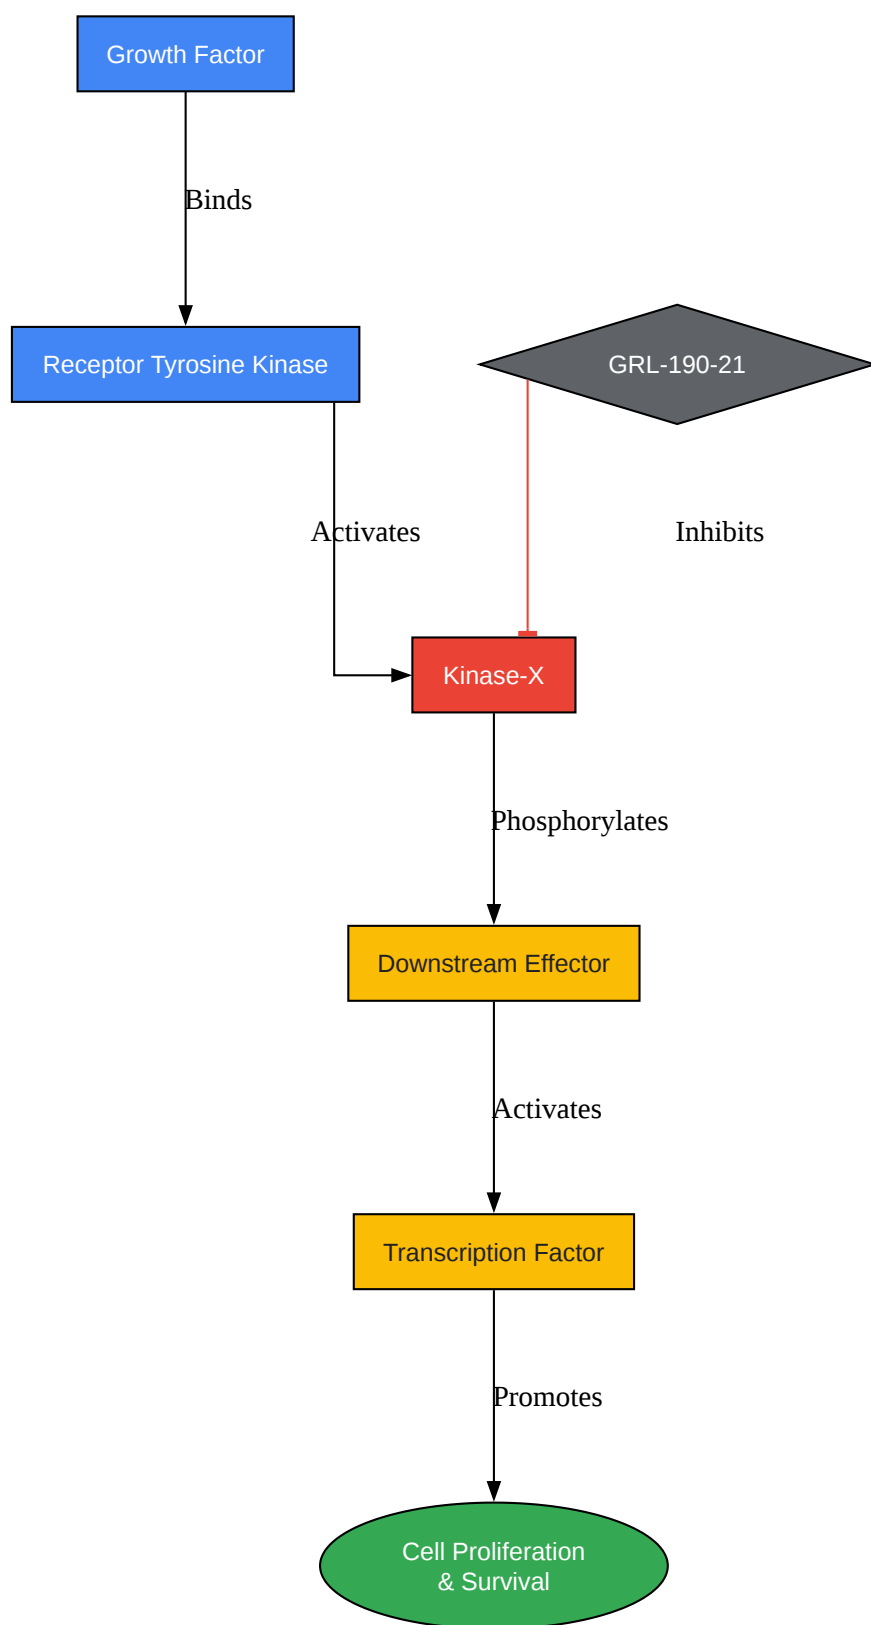 Growth Factor
Binds
Receptor Tyrosine Kinase
GRL-190-21
Activates
Inhibits
Kinase-X
Phosphorylates
Downstream Effector
Activates
Transcription Factor
Promotes
Cell Proliferation
& Survival